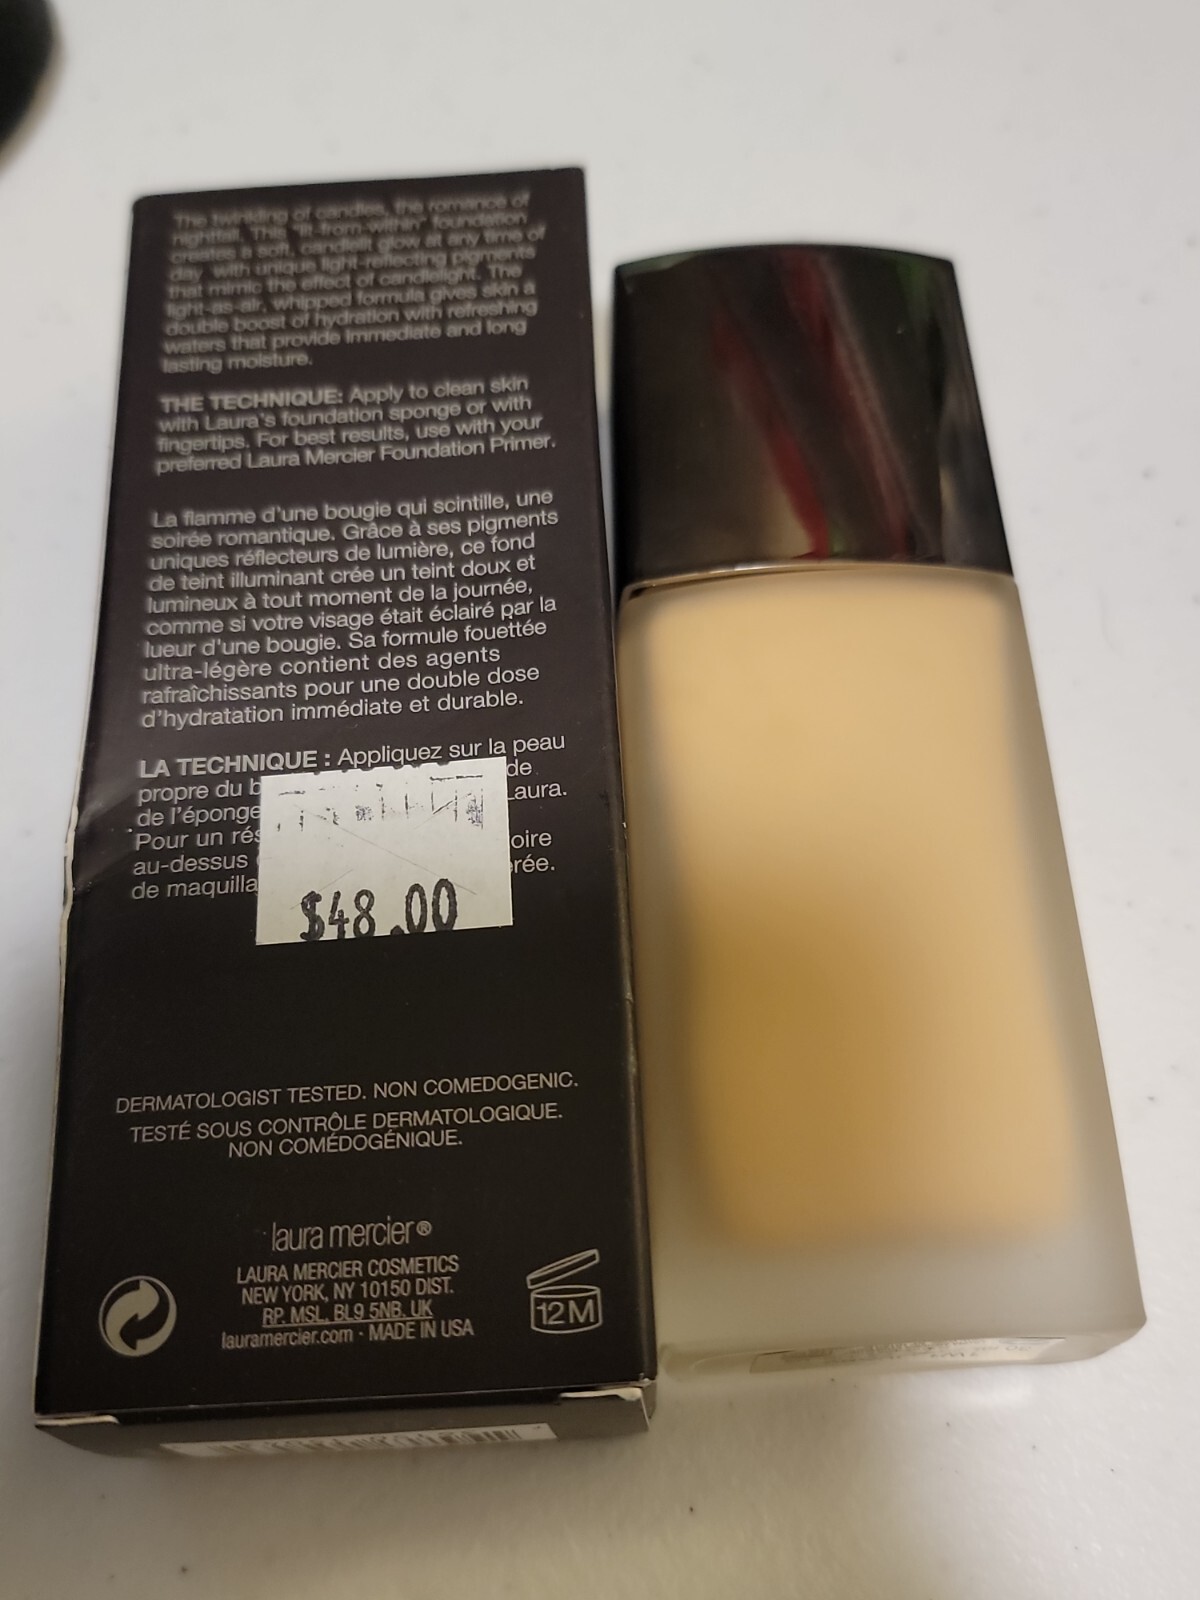 The twinkling of candles, the romance of
nightfall. This "lit-from-within" foundation
creates a soft, candlelit glow at any time of
day, with unique light-reflecting pigments
that mimic the effect of candlelight. The
light-as-air, whipped formula gives skin a
double boost of hydration with refreshing
waters that provide immediate and long
lasting moisture.
THE TECHNIQUE: Apply to clean skin
with Laura's foundation sponge or with
fingertips. For best results, use with your
preferred Laura Mercier Foundation Primer.
La flamme d'une bougie qui scintille, une
soirée romantique. Grâce à ses pigments
uniques réflecteurs de lumière, ce fond
de teint illuminant crée un teint doux et
lumineux à tout moment de la journée,
comme si votre visage était éclairé par la
lueur d'une bougie. Sa formule fouettée
ultra-légère contient des agents
rafraîchissants pour une double dose
d'hydratation immédiate et durable.
LA TECHNIQUE : Appliquez sur la peau
propre du b de
de l'éponge Laura.
Pour un rés
au-dessus oire
de maquilla érée.
$48.00
DERMATOLOGIST TESTED. NON COMEDOGENIC.
TESTÉ SOUS CONTRÔLE DERMATOLOGIQUE.
NON COMÉDOGÉNIQUE.
laura mercier®
LAURA MERCIER COSMETICS
NEW YORK, NY 10150 DIST.
RP. MSL. BL9 5NB. UK
lauramercier.com · MADE IN USA
12M